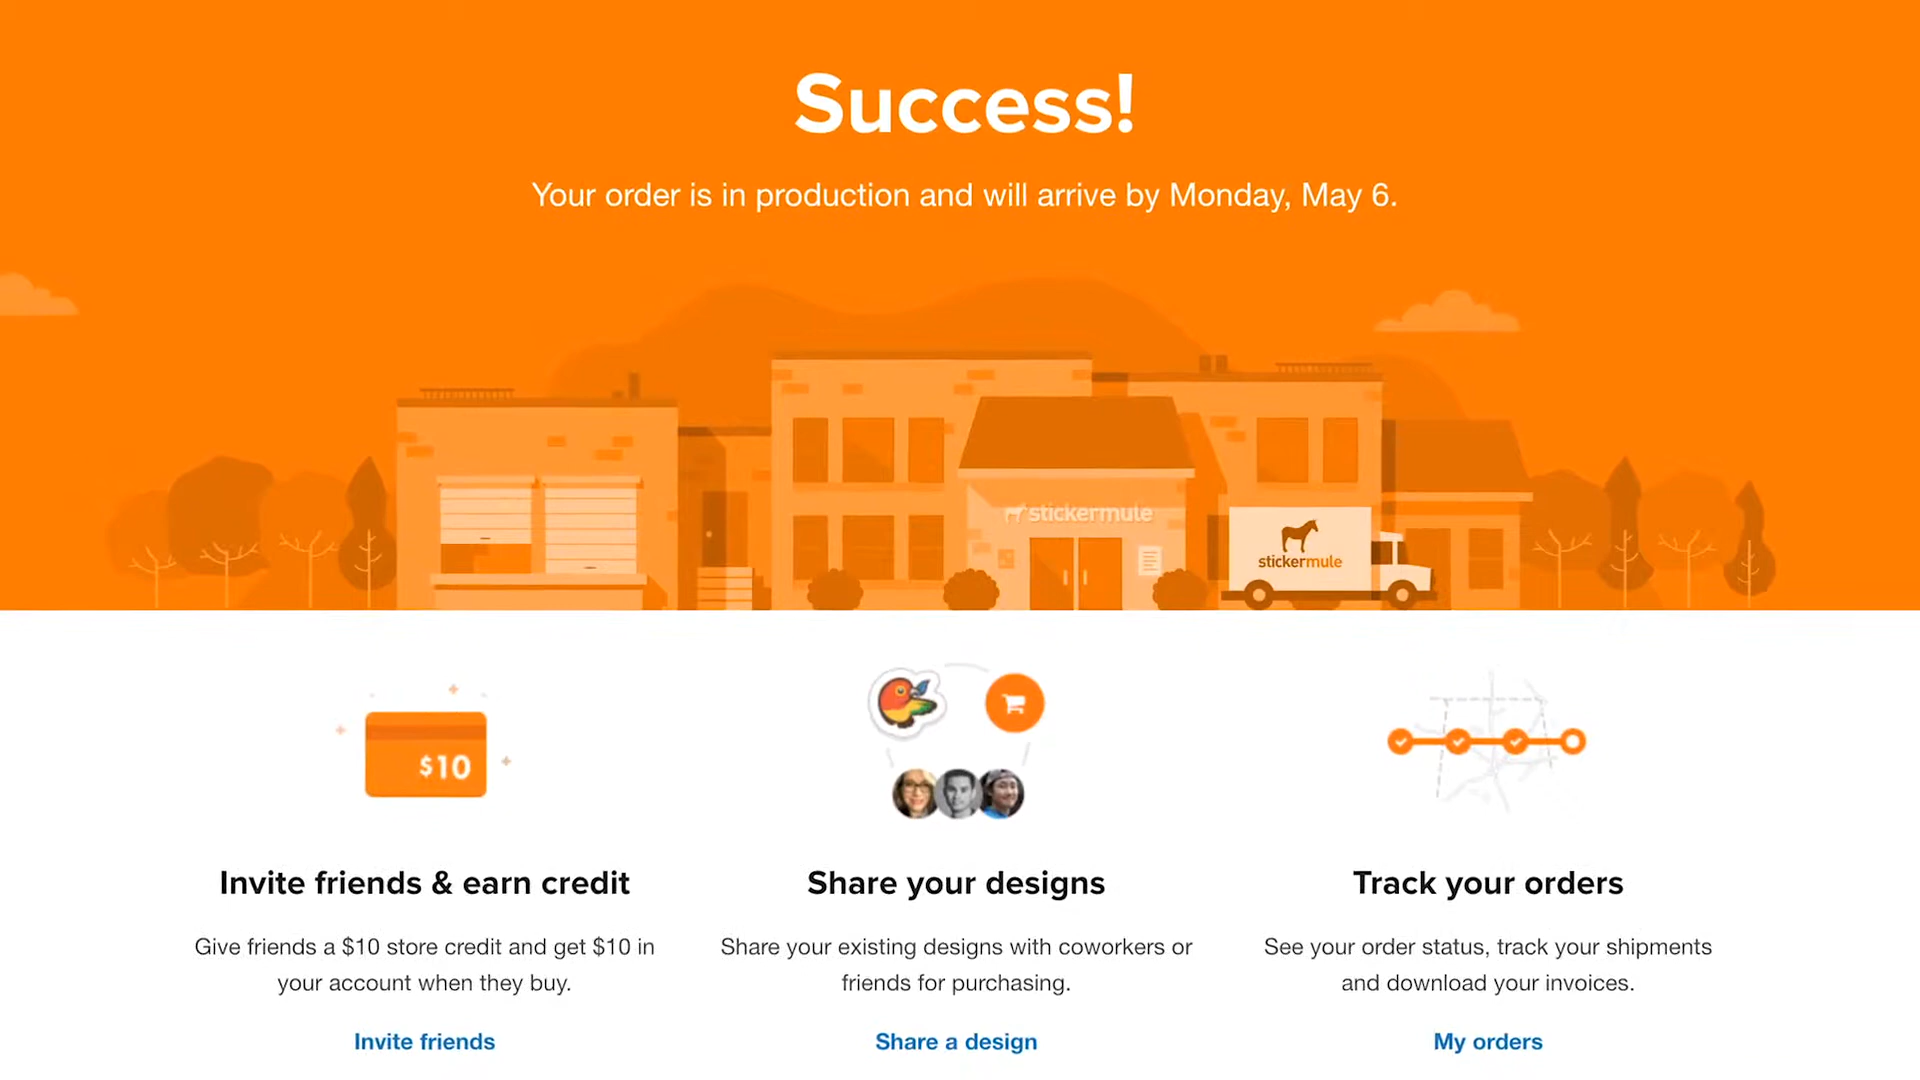 Success!
Your order is in production and will arrive by Monday, May 6.
stickermule
stickermule
$10
Invite friends & earn credit
Give friends a $10 store credit and get $10 in
your account when they buy.
Invite friends
Share your designs
Share your existing designs with coworkers or
friends for purchasing.
Share a design
Track your orders
See your order status, track your shipments
and download your invoices.
My orders